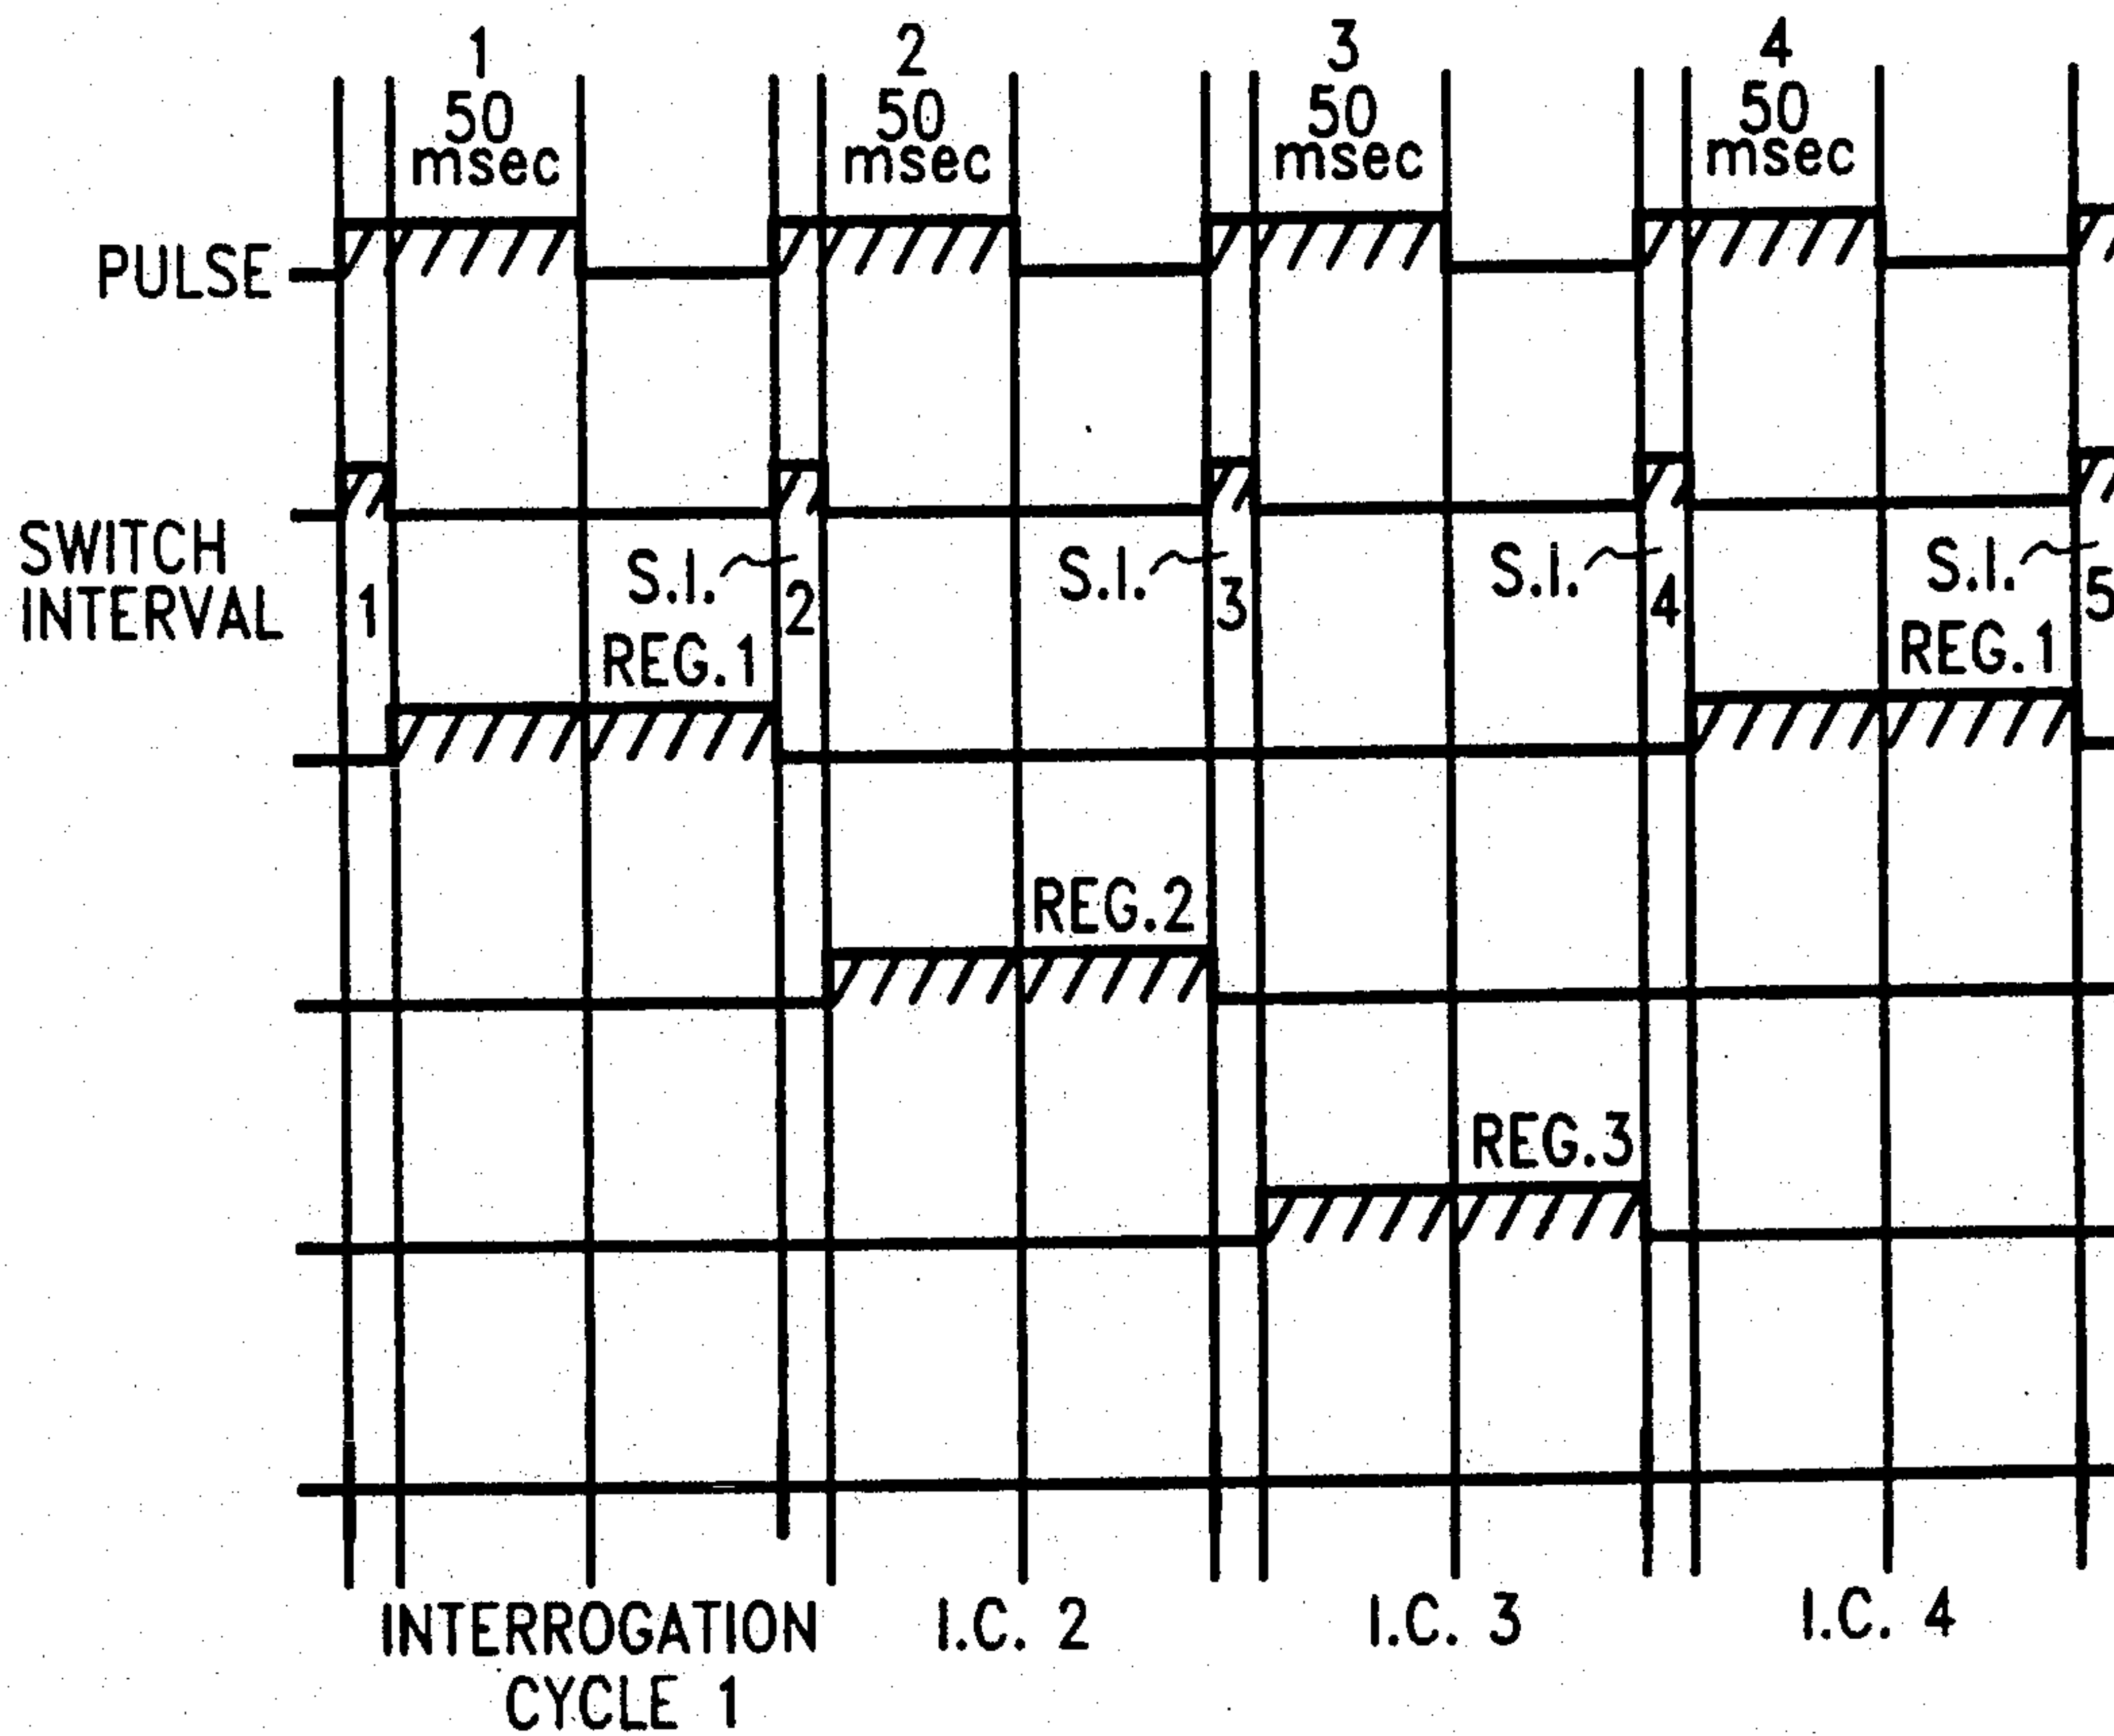 1
50
msec
2
50
msec
3
50
msec
4
50
msec
PULSE
SWITCH
INTERVAL
1
S.I.
2
S.I.
3
S.I.
4
S.I.
5
REG.1
REG.1
REG.2
REG.3
INTERROGATION
CYCLE 1
I.C. 2
I.C. 3
I.C. 4